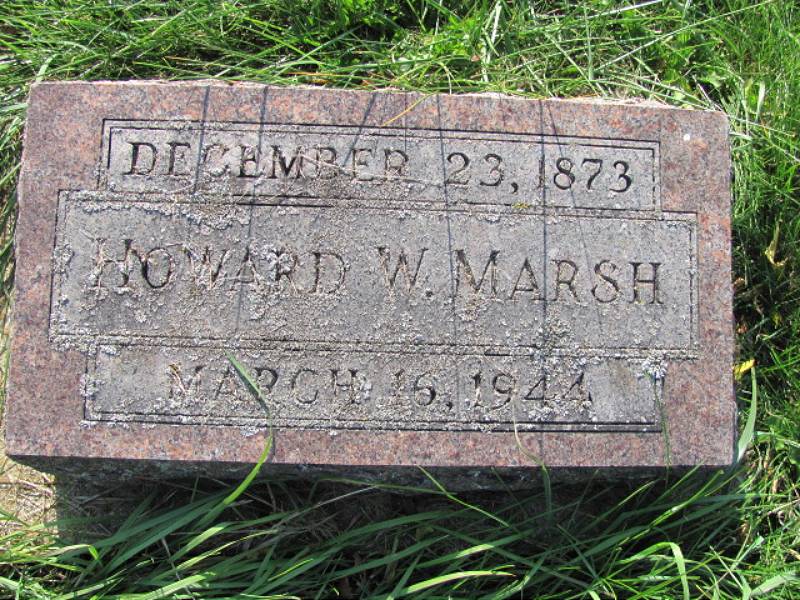 DECEMBER 23, 1873
HOWARD W. MARSH
MARCH 16, 1944